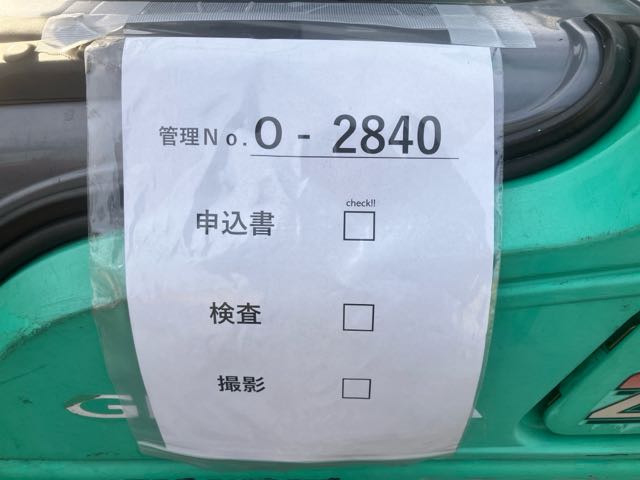 管理No. O - 2840
check!!
申込書 □
検査 □
撮影 □
G